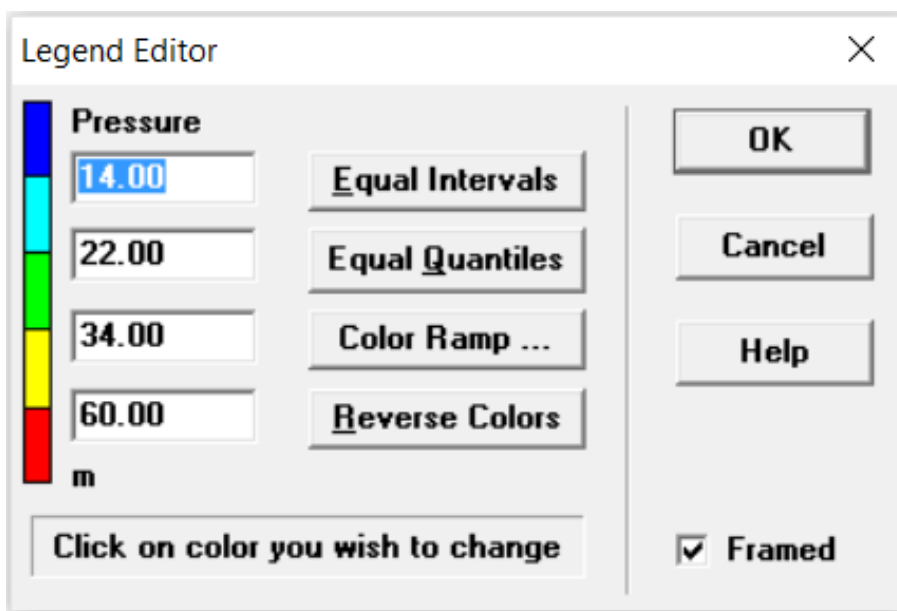 Legend Editor
Pressure
14.00
22.00
34.00
60.00
m
Equal Intervals
Equal Quantiles
Color Ramp ...
Reverse Colors
Click on color you wish to change
OK
Cancel
Help
Framed